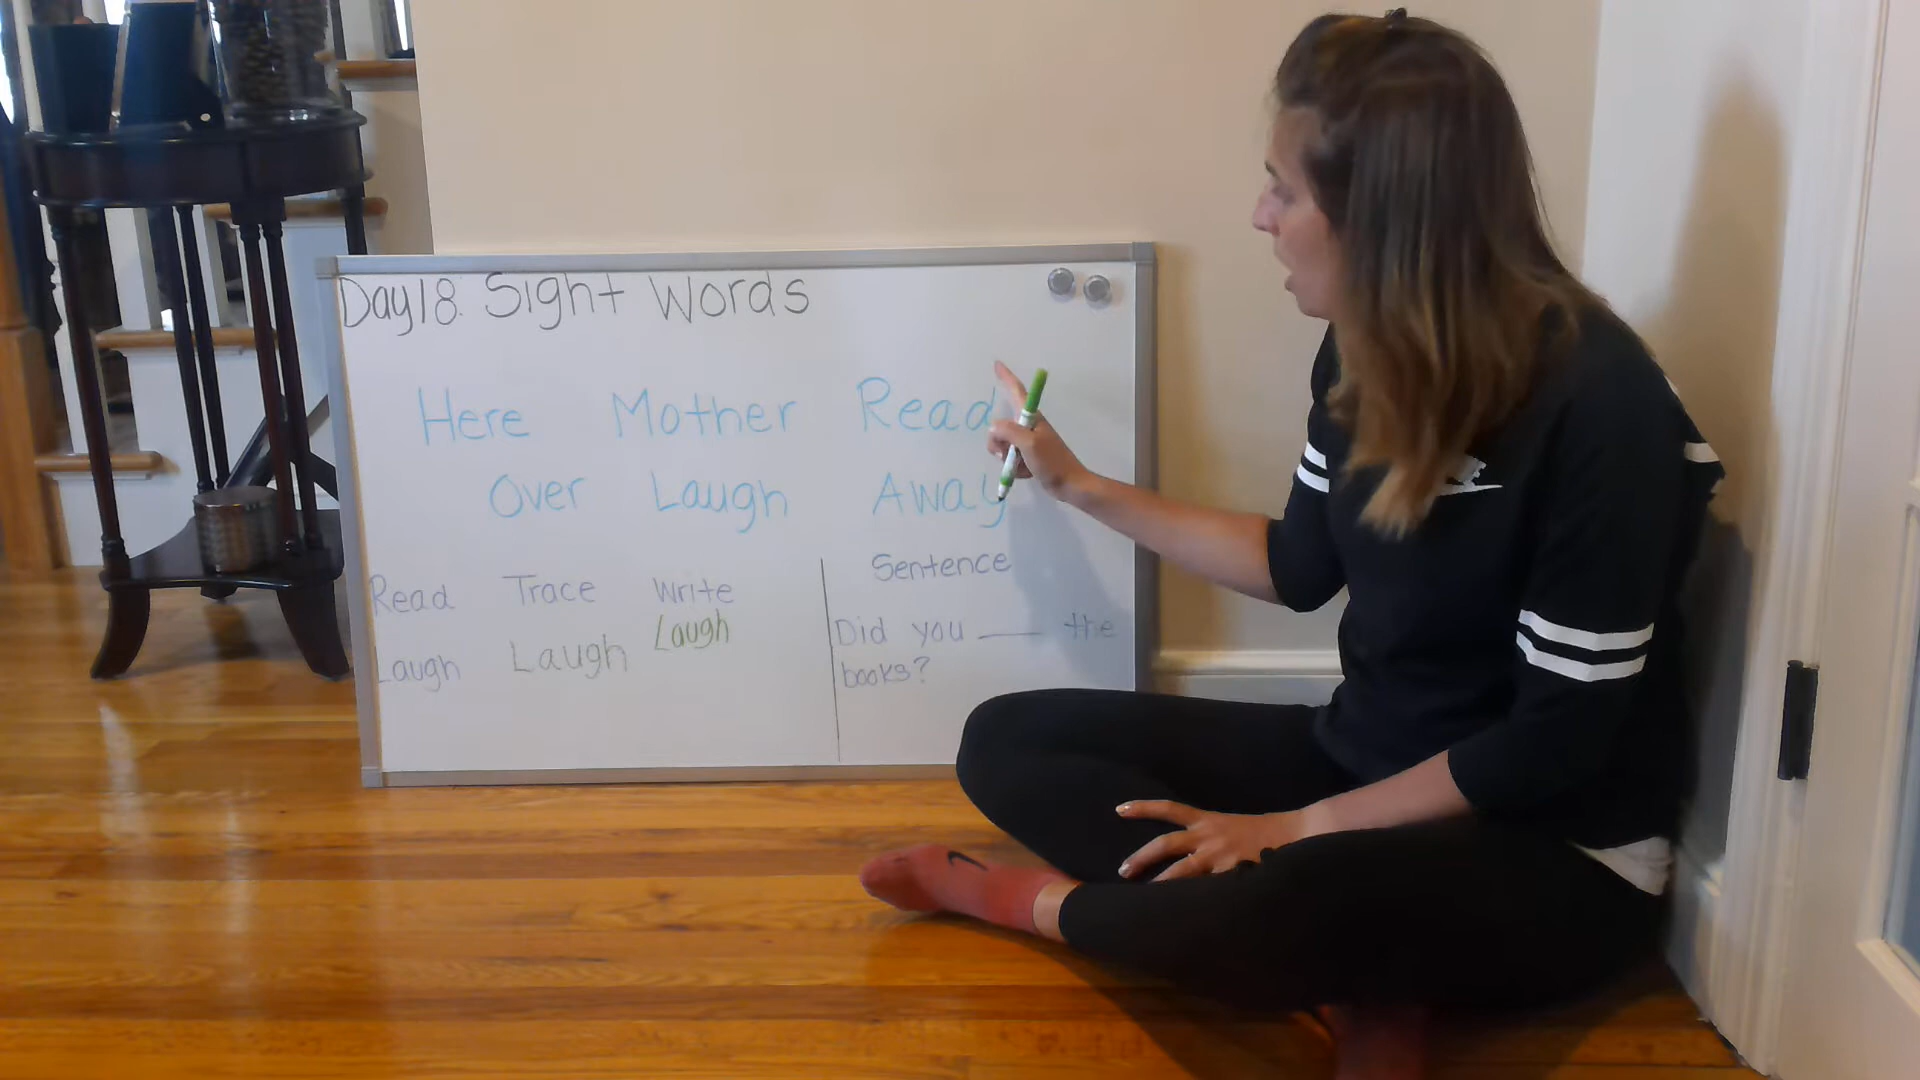 Day 18: Sight Words
Here Mother Read
Over Laugh Away
Read Trace Write
Laugh Laugh Laugh
Sentence
Did you ___ the
books?